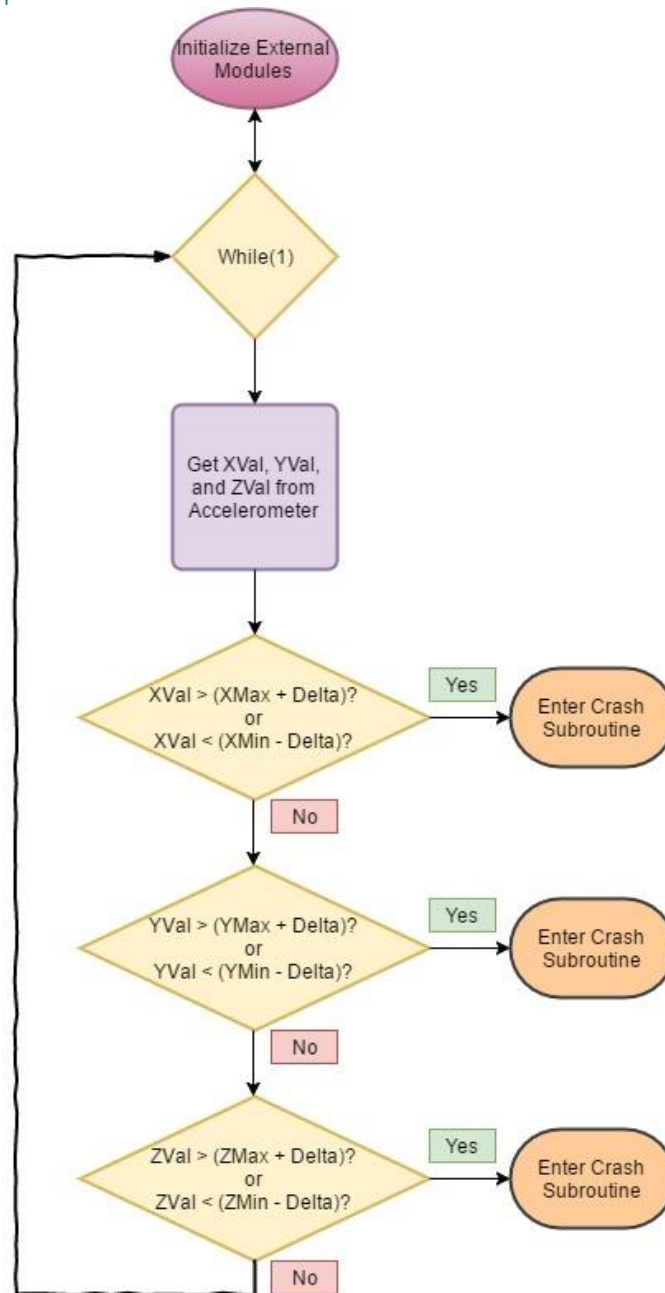 Initialize External
Modules
While(1)
Get XVal, YVal,
and ZVal from
Accelerometer
XVal > (XMax + Delta)?
or
XVal < (XMin - Delta)?
Yes
Enter Crash
Subroutine
No
YVal > (YMax + Delta)?
or
YVal < (YMin - Delta)?
Yes
Enter Crash
Subroutine
No
ZVal > (ZMax + Delta)?
or
ZVal < (ZMin - Delta)?
Yes
Enter Crash
Subroutine
No